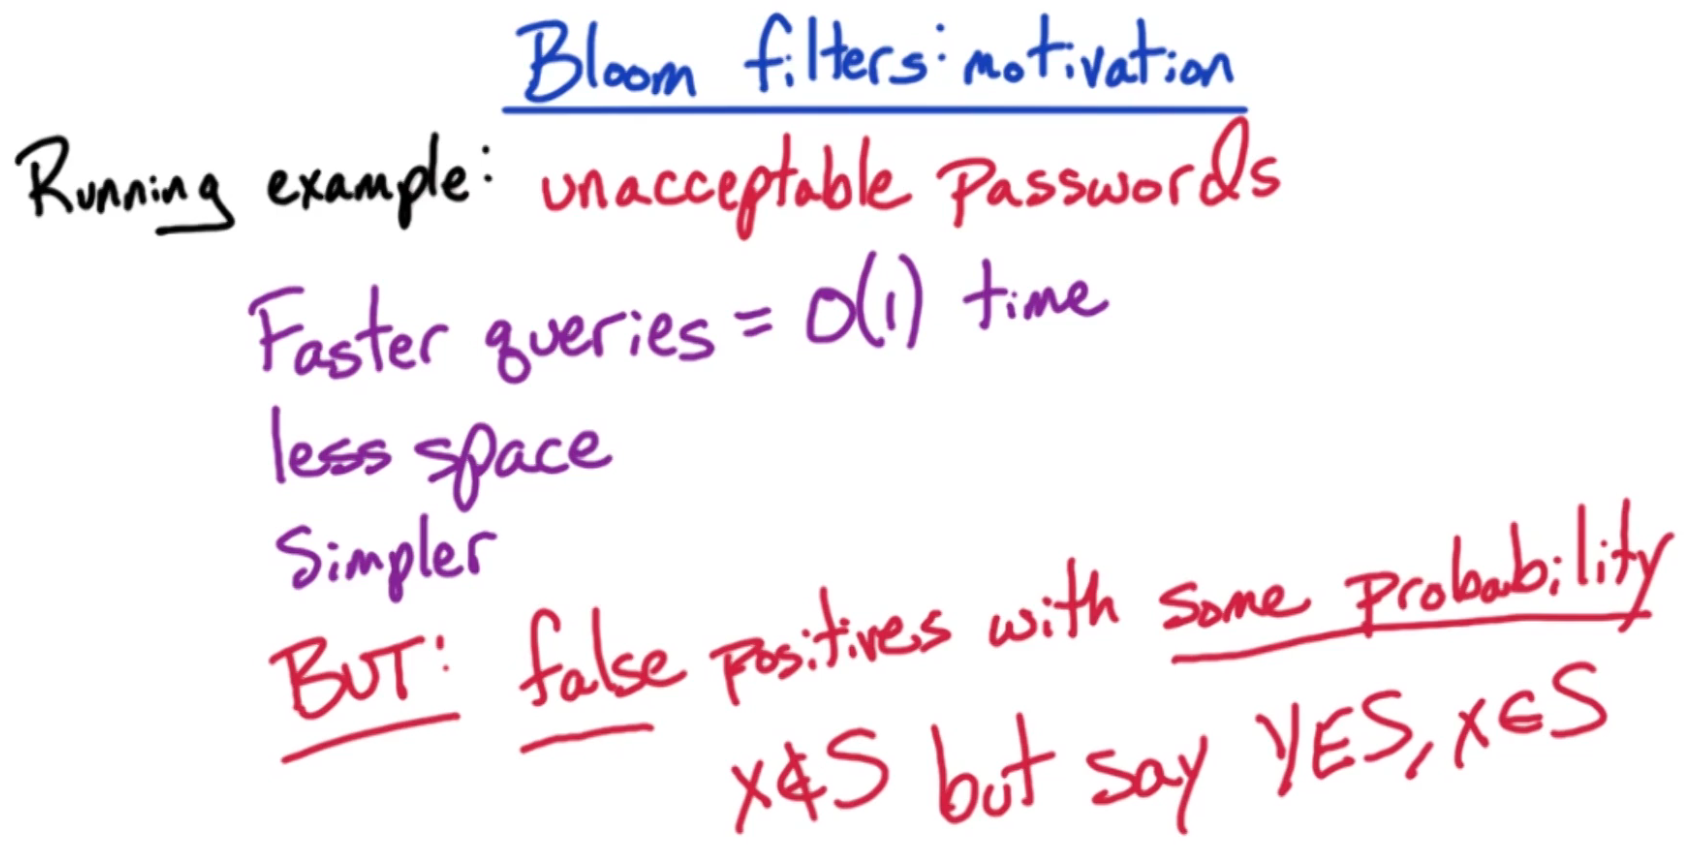 Bloom filters: motivation
Running example: unacceptable passwords
Faster queries = O(1) time
less space
Simpler
BUT: false positives with some probability
x∉S but say YES, x∈S